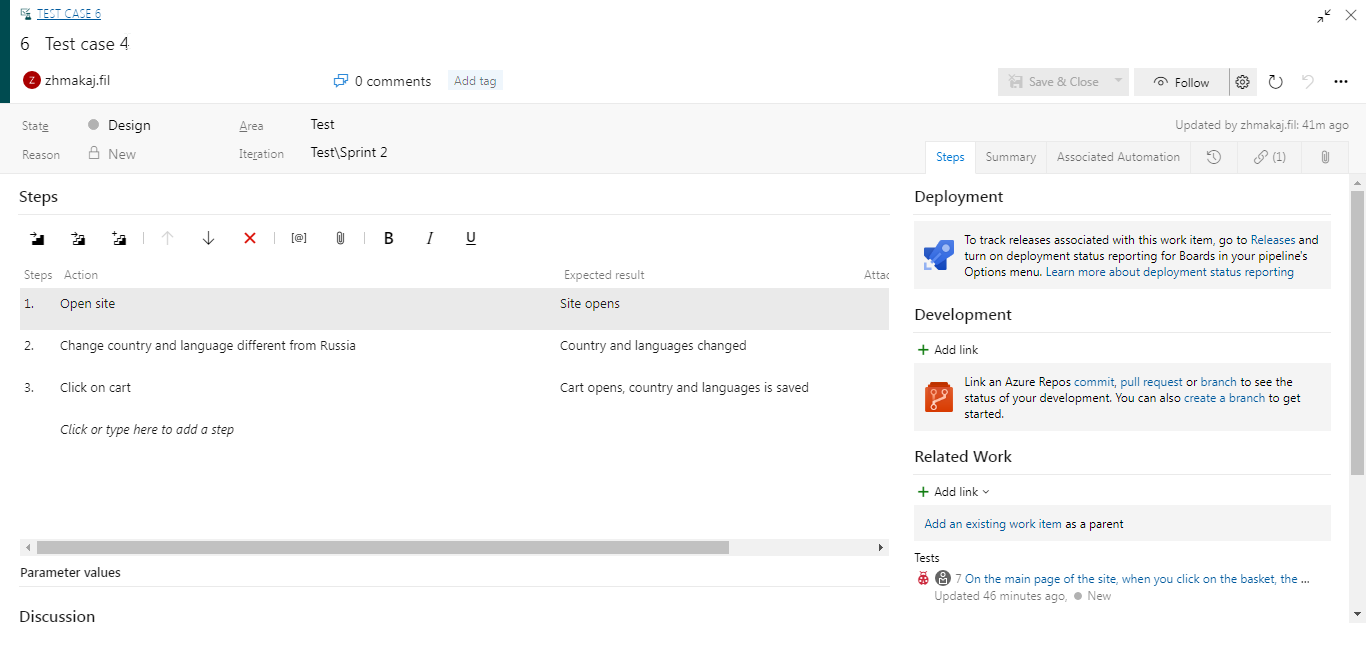 TEST CASE 6
6 Test case 4
Z zhmakaj.fil
0 comments
Add tag
Save & Close
Follow
State
Design
Area
Test
Updated by zhmakaj.fil: 41m ago
Reason
New
Iteration
Test\Sprint 2
Steps
Summary
Associated Automation
(1)
Steps
[@]
B
I
U
Steps Action Expected result Attac
1. Open site Site opens
2. Change country and language different from Russia Country and languages changed
3. Click on cart Cart opens, country and languages is saved
Click or type here to add a step
Parameter values
Discussion
Deployment
To track releases associated with this work item, go to Releases and
turn on deployment status reporting for Boards in your pipeline's
Options menu. Learn more about deployment status reporting
Development
+ Add link
Link an Azure Repos commit, pull request or branch to see the
status of your development. You can also create a branch to get
started.
Related Work
+ Add link
Add an existing work item as a parent
Tests
7 On the main page of the site, when you click on the basket, the ...
Updated 46 minutes ago, New